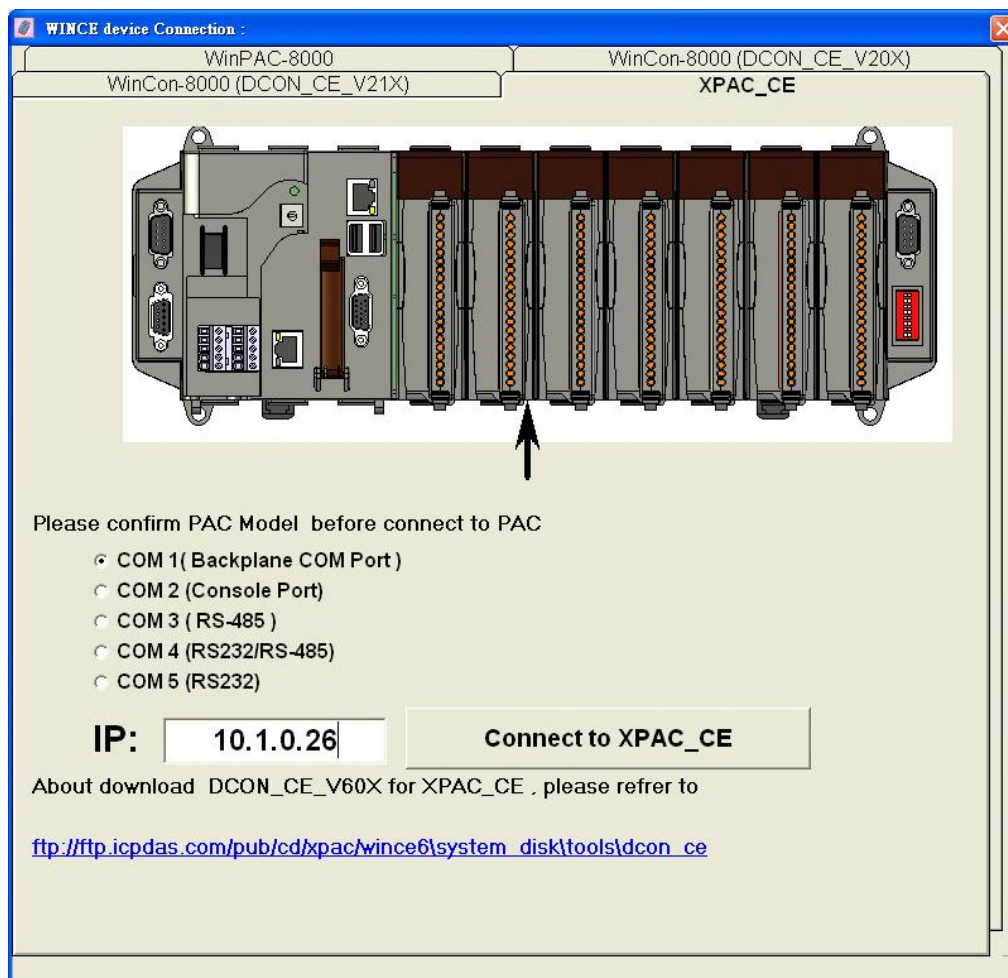 WINCE device Connection :
WinPAC-8000
WinCon-8000 (DCON_CE_V20X)
WinCon-8000 (DCON_CE_V21X)
XPAC_CE
Please confirm PAC Model before connect to PAC
COM 1( Backplane COM Port )
COM 2 (Console Port)
COM 3 ( RS-485 )
COM 4 (RS232/RS-485)
COM 5 (RS232)
IP: 10.1.0.26 Connect to XPAC_CE
About download DCON_CE_V60X for XPAC_CE , please refrer to
ftp://ftp.icpdas.com/pub/cd/xpac/wince6\system_disk\tools\dcon_ce